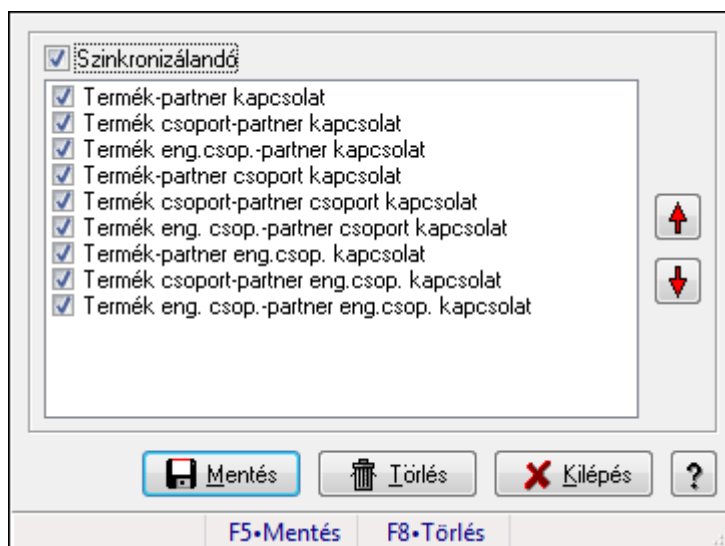 Szinkronizálandó
Termék-partner kapcsolat
Termék csoport-partner kapcsolat
Termék eng.csop.-partner kapcsolat
Termék-partner csoport kapcsolat
Termék csoport-partner csoport kapcsolat
Termék eng. csop.-partner csoport kapcsolat
Termék-partner eng.csop. kapcsolat
Termék csoport-partner eng.csop. kapcsolat
Termék eng. csop.-partner eng.csop. kapcsolat
Mentés Törlés Kilépés ?
F5•Mentés F8•Törlés